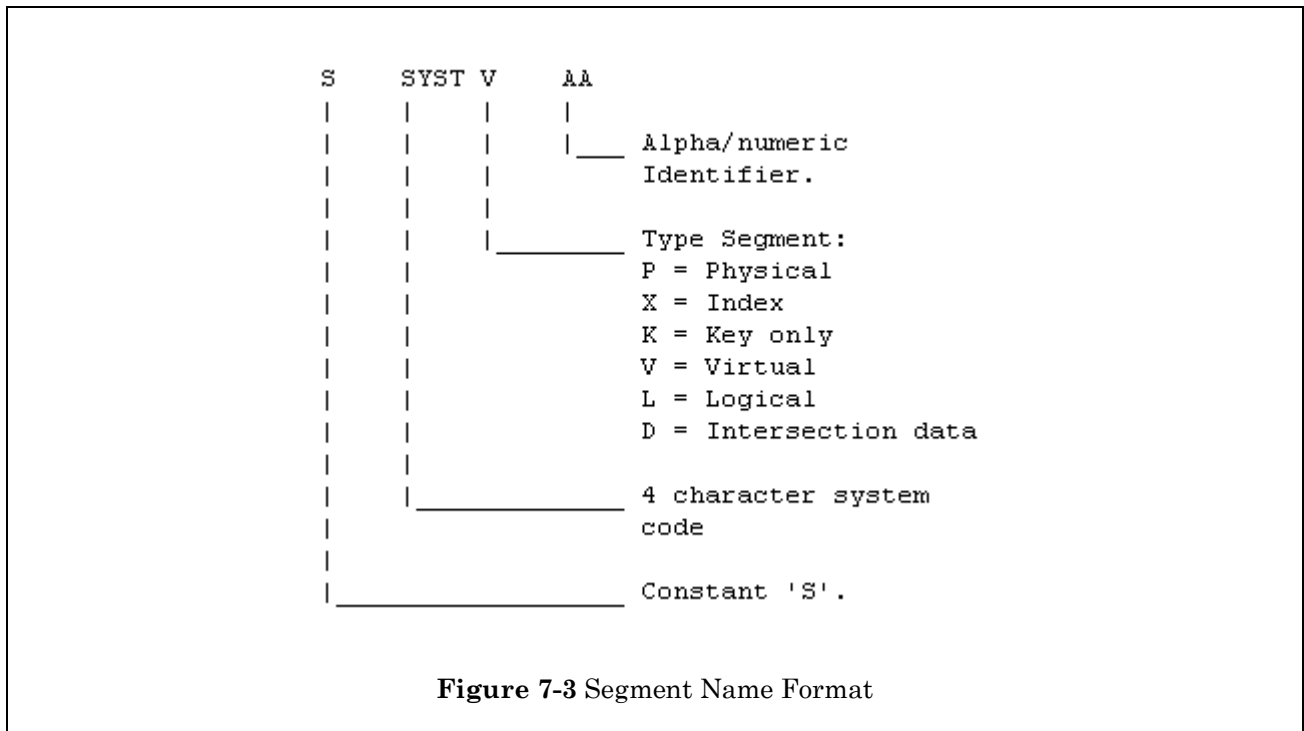 S SYST V AA
Alpha/numeric
Identifier.
Type Segment:
P = Physical
X = Index
K = Key only
V = Virtual
L = Logical
D = Intersection data
4 character system
code
Constant 'S'.
Figure 7-3 Segment Name Format